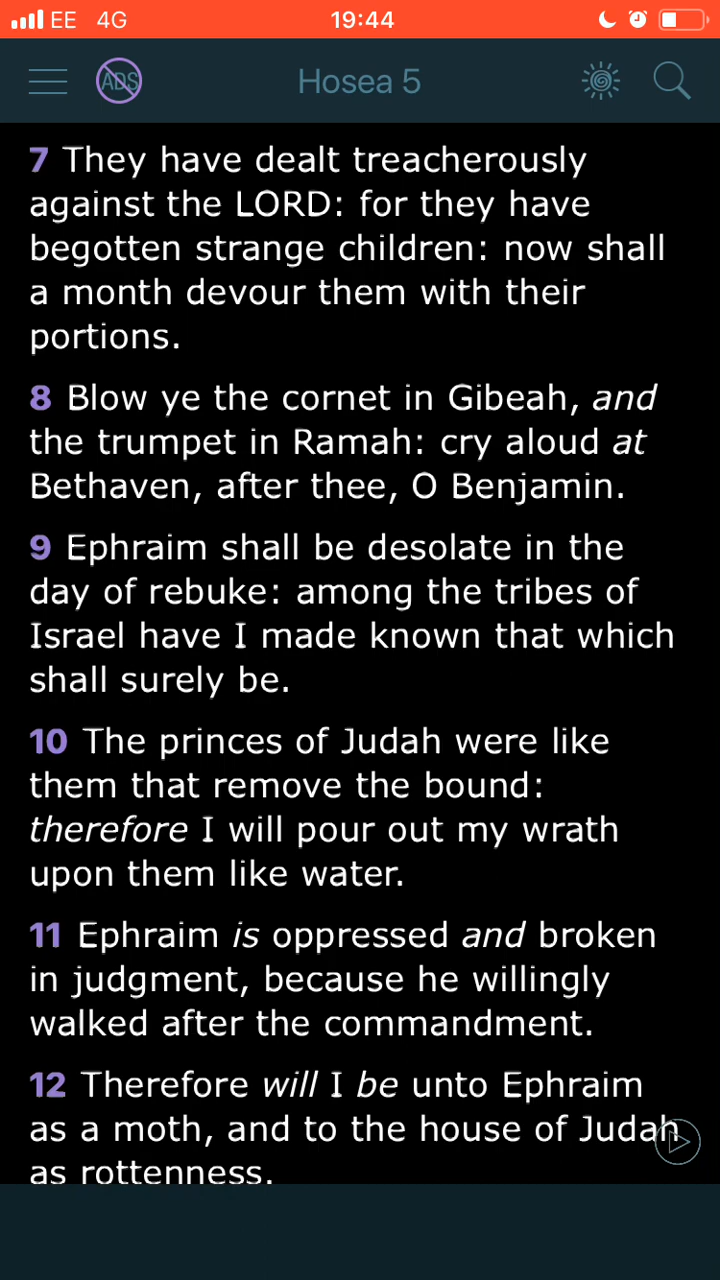 EE 4G 19:44
ADS Hosea 5
7 They have dealt treacherously
against the LORD: for they have
begotten strange children: now shall
a month devour them with their
portions.
8 Blow ye the cornet in Gibeah, and
the trumpet in Ramah: cry aloud at
Bethaven, after thee, O Benjamin.
9 Ephraim shall be desolate in the
day of rebuke: among the tribes of
Israel have I made known that which
shall surely be.
10 The princes of Judah were like
them that remove the bound:
therefore I will pour out my wrath
upon them like water.
11 Ephraim is oppressed and broken
in judgment, because he willingly
walked after the commandment.
12 Therefore will I be unto Ephraim
as a moth, and to the house of Judah
as rottenness.